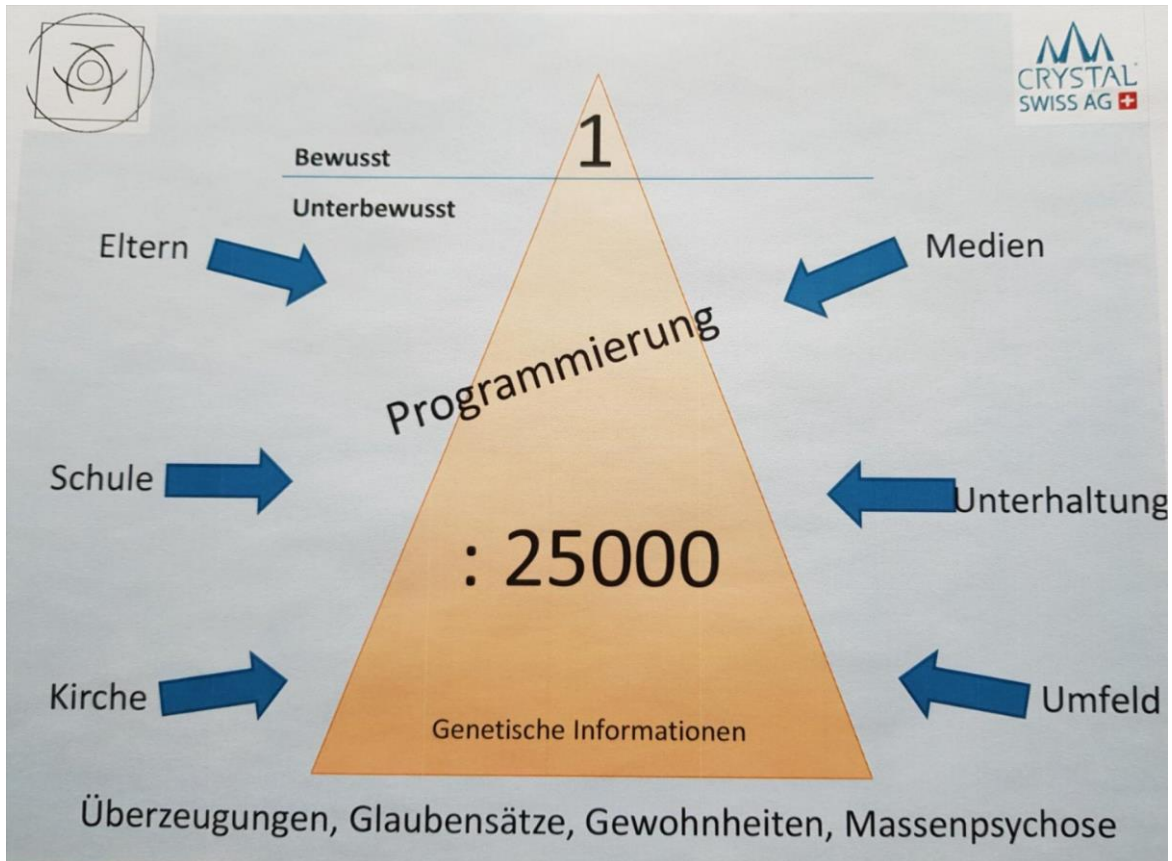 CRYSTAL
SWISS AG
1
Bewusst
Unterbewusst
Eltern
Medien
Programmierung
Schule
Unterhaltung
: 25000
Kirche
Umfeld
Genetische Informationen
Überzeugungen, Glaubensätze, Gewohnheiten, Massenpsychose